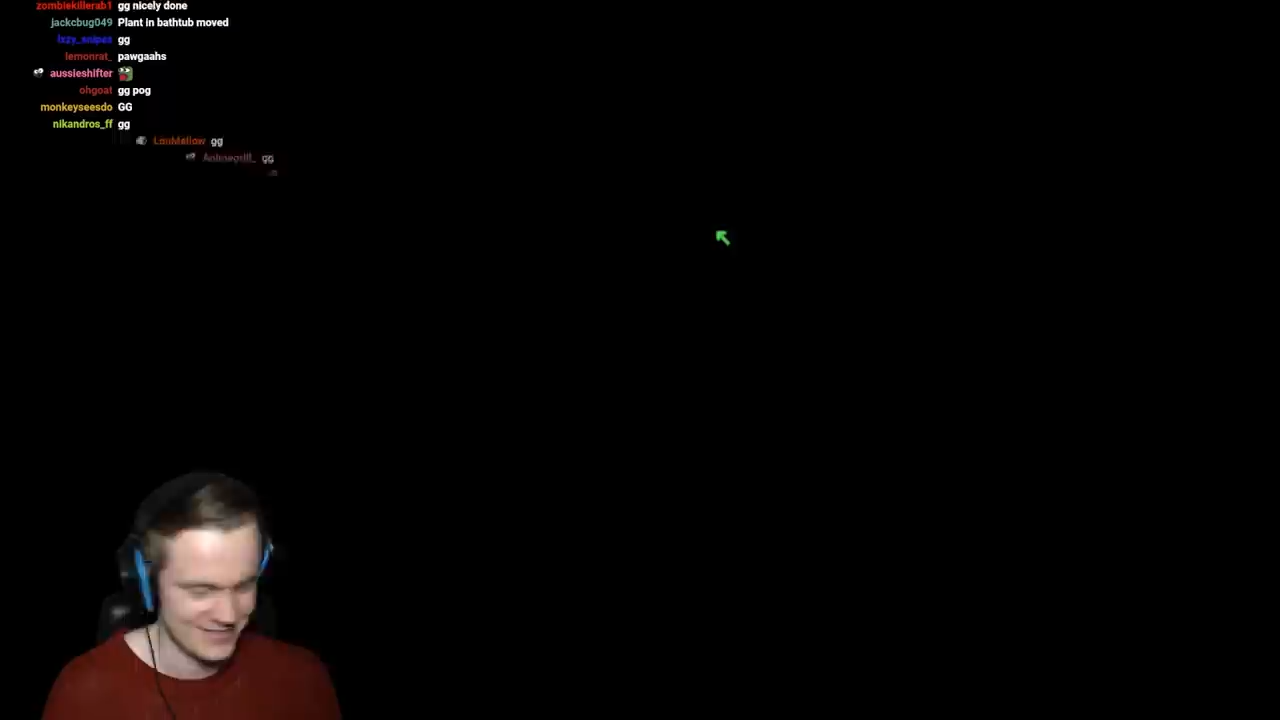 zombiekillerab1 gg nicely done
jackcbug049 Plant in bathtub moved
lxzy_snipes gg
lemonrat_ pawgaahs
aussieshifter
ohgoat gg pog
monkeyseesdo GG
nikandros_ff gg
LouMellow gg
gg